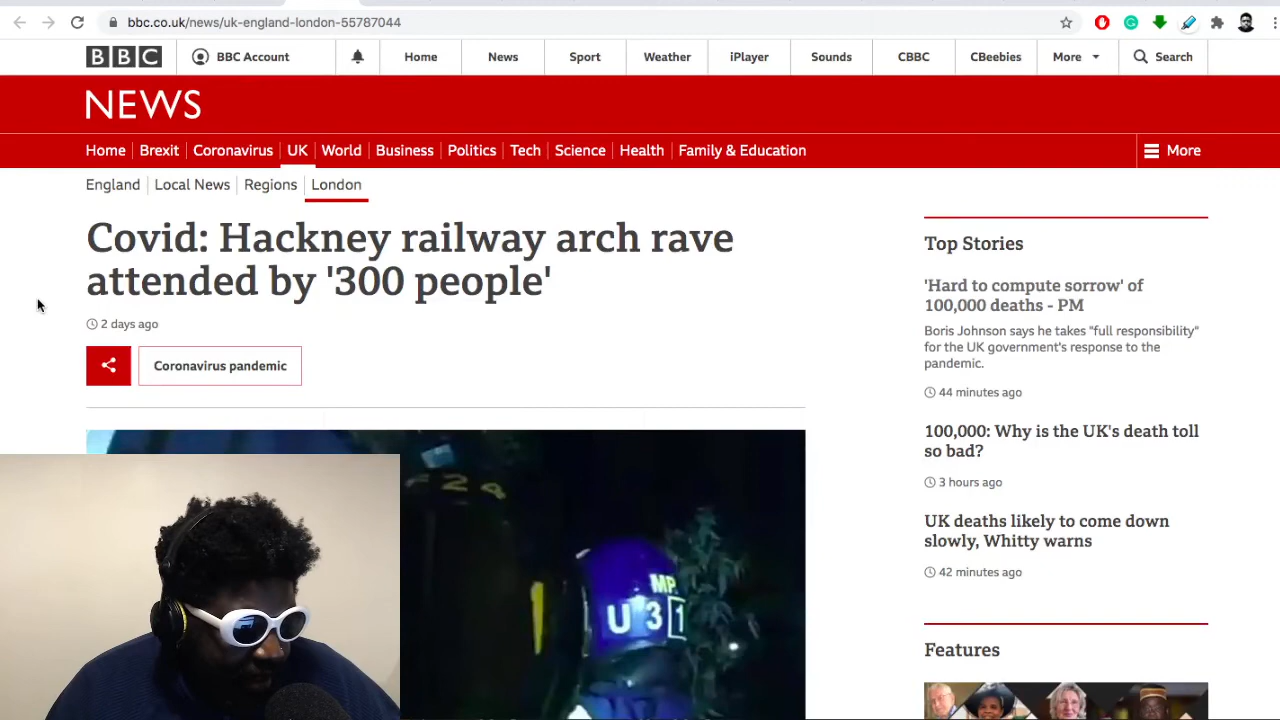 bbc.co.uk/news/uk-england-london-55787044
BBC
BBC Account
Home
News
Sport
Weather
iPlayer
Sounds
CBBC
CBeebies
More
Search
NEWS
Home
Brexit
Coronavirus
UK
World
Business
Politics
Tech
Science
Health
Family & Education
More
England
Local News
Regions
London
Covid: Hackney railway arch rave
attended by '300 people'
2 days ago
Coronavirus pandemic
MP
U 31
Top Stories
'Hard to compute sorrow' of
100,000 deaths - PM
Boris Johnson says he takes "full responsibility"
for the UK government's response to the
pandemic.
44 minutes ago
100,000: Why is the UK's death toll
so bad?
3 hours ago
UK deaths likely to come down
slowly, Whitty warns
42 minutes ago
Features